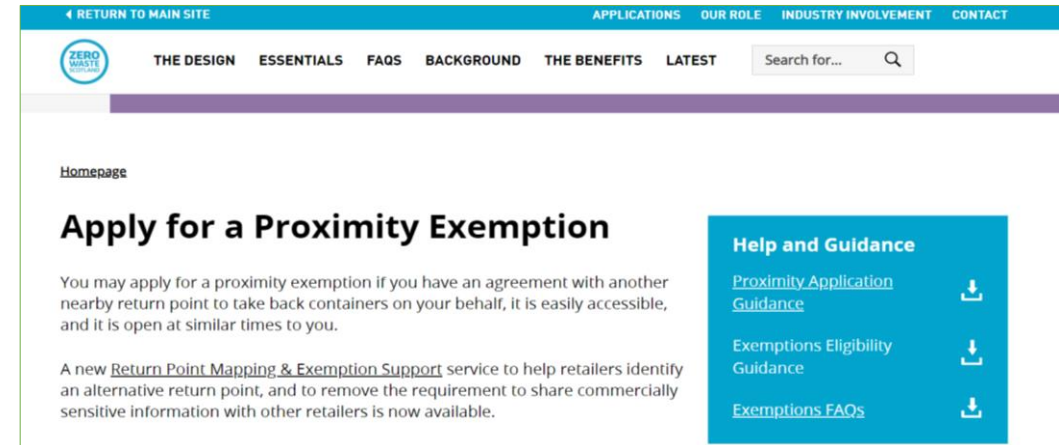 RETURN TO MAIN SITE
APPLICATIONS OUR ROLE INDUSTRY INVOLVEMENT CONTACT
ZERO
WASTE
SCOTLAND
THE DESIGN ESSENTIALS FAQS BACKGROUND THE BENEFITS LATEST
Search for...
Homepage
Apply for a Proximity Exemption
You may apply for a proximity exemption if you have an agreement with another
nearby return point to take back containers on your behalf, it is easily accessible,
and it is open at similar times to you.
A new Return Point Mapping & Exemption Support service to help retailers identify
an alternative return point, and to remove the requirement to share commercially
sensitive information with other retailers is now available.
Help and Guidance
Proximity Application
Guidance
Exemptions Eligibility
Guidance
Exemptions FAQs